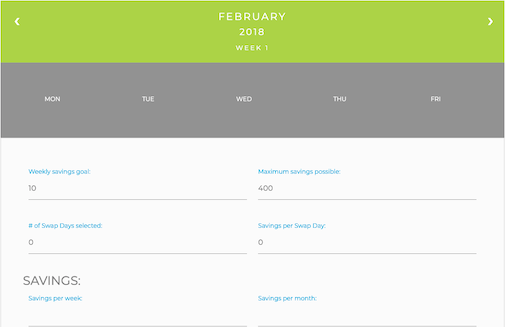 ‹ FEBRUARY ›
2018
WEEK 1
MON TUE WED THU FRI
Weekly savings goal: Maximum savings possible:
10 400
# of Swap Days selected: Savings per Swap Day:
0 0
SAVINGS:
Savings per week: Savings per month: